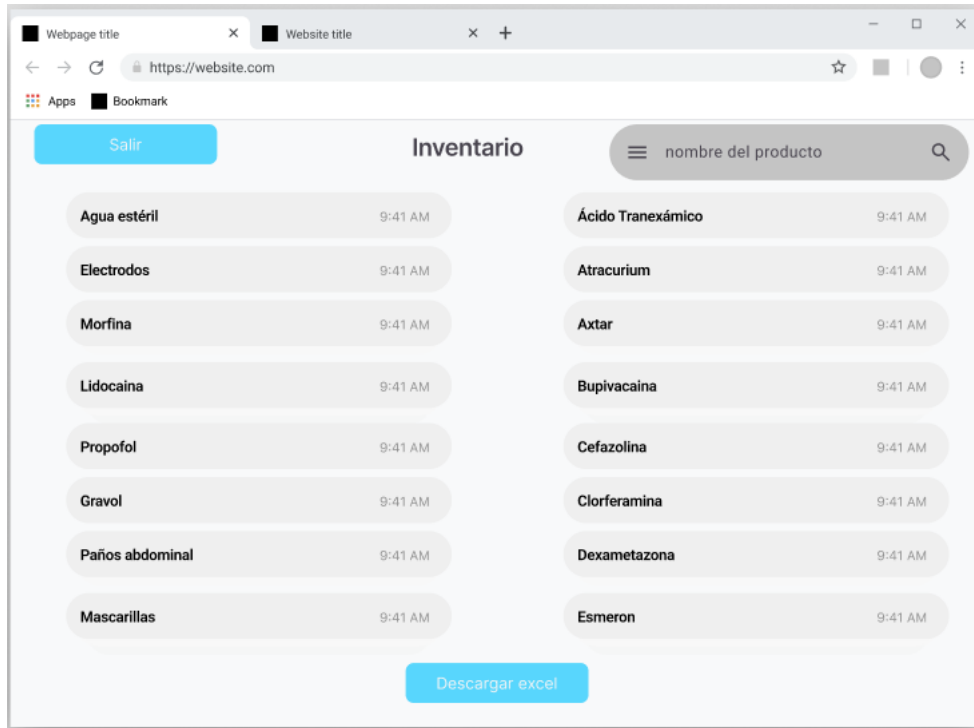 Webpage title
Website title
https://website.com
Apps
Bookmark
Salir
Inventario
nombre del producto
Agua estéril 9:41 AM
Ácido Tranexámico 9:41 AM
Electrodos 9:41 AM
Atracurium 9:41 AM
Morfina 9:41 AM
Axtar 9:41 AM
Lidocaina 9:41 AM
Bupivacaina 9:41 AM
Propofol 9:41 AM
Cefazolina 9:41 AM
Gravol 9:41 AM
Clorferamina 9:41 AM
Paños abdominal 9:41 AM
Dexametazona 9:41 AM
Mascarillas 9:41 AM
Esmeron 9:41 AM
Descargar excel